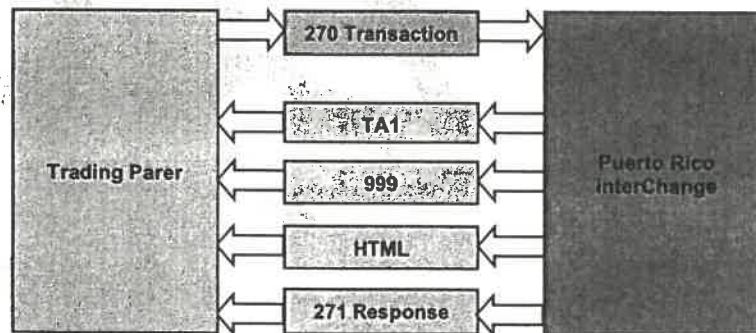 270 Transaction
TA1
Trading Parer
999
Puerto Rico
interChange
HTML
271 Response